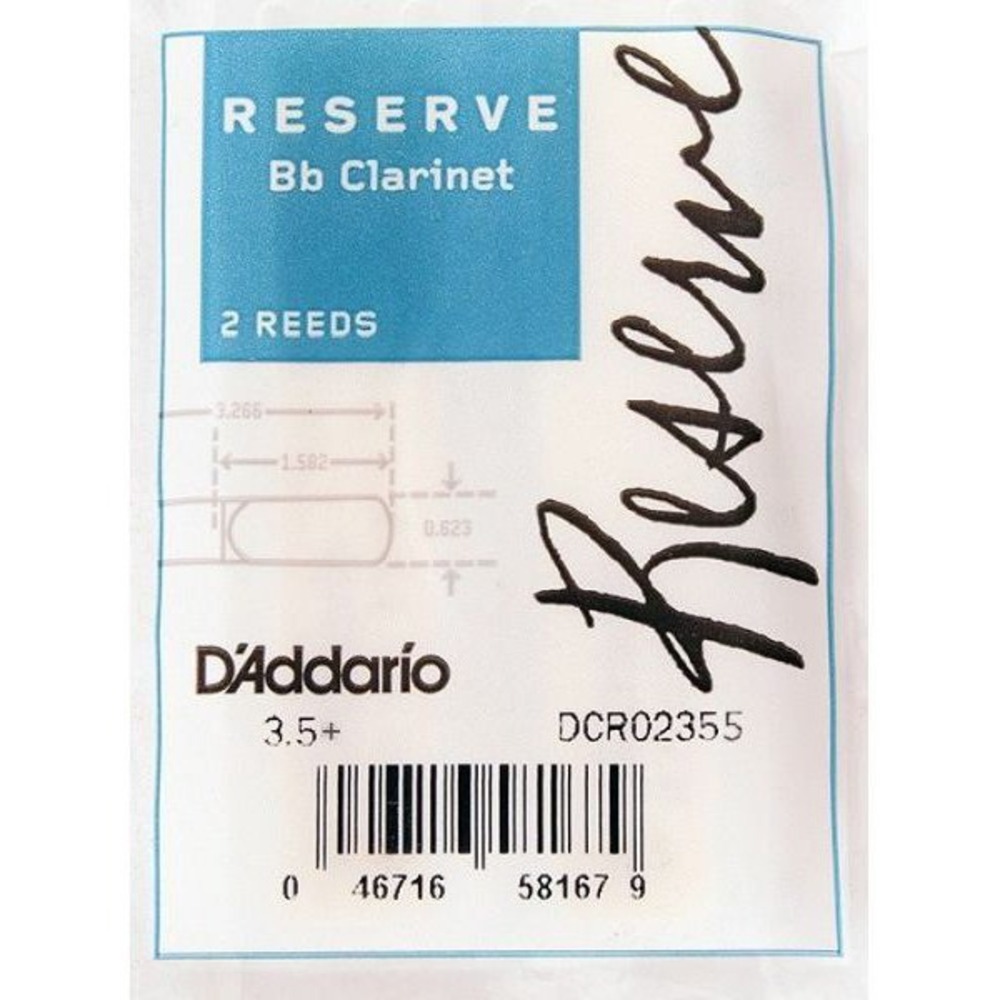 RESERVE
Bb Clarinet
2 REEDS
Reserve
3.266
1.582
0.623
D'Addario
3.5+
DCR02355
0 46716 58167 9